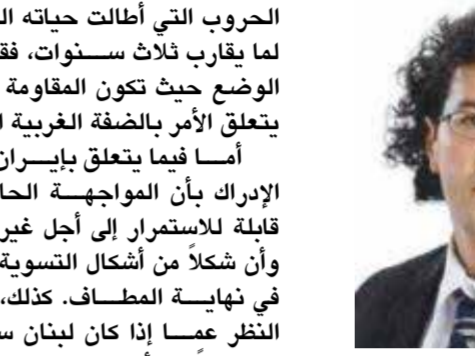 الحروب التي أطالت حياته ال
لما يقارب ثلاث سنوات، فق
الوضع حيث تكون المقاومة
يتعلق الأمر بالضفة الغربية ا
أما فيما يتعلق بإيران
الإدراك بأن المواجهة الحا
قابلة للاستمرار إلى أجل غير
وأن شكلاً من أشكال التسوية
في نهاية المطاف. كذلك،
النظر عما إذا كان لبنان س